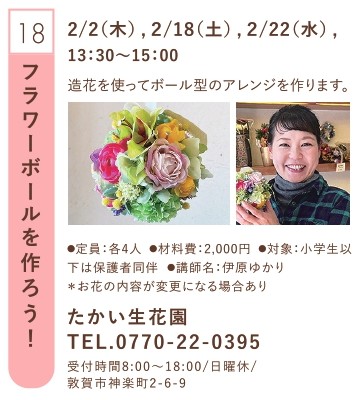 18
フラワーボールを作ろう！
2/2（木）, 2/18（土）, 2/22（水）,
13:30〜15:00
造花を使ってボール型のアレンジを作ります。
●定員：各4人 ●材料費：2,000円 ●対象：小学生以
下は保護者同伴 ●講師名：伊原ゆかり
＊お花の内容が変更になる場合あり
たかい生花園
TEL.0770-22-0395
受付時間8:00〜18:00/日曜休/
敦賀市神楽町2-6-9